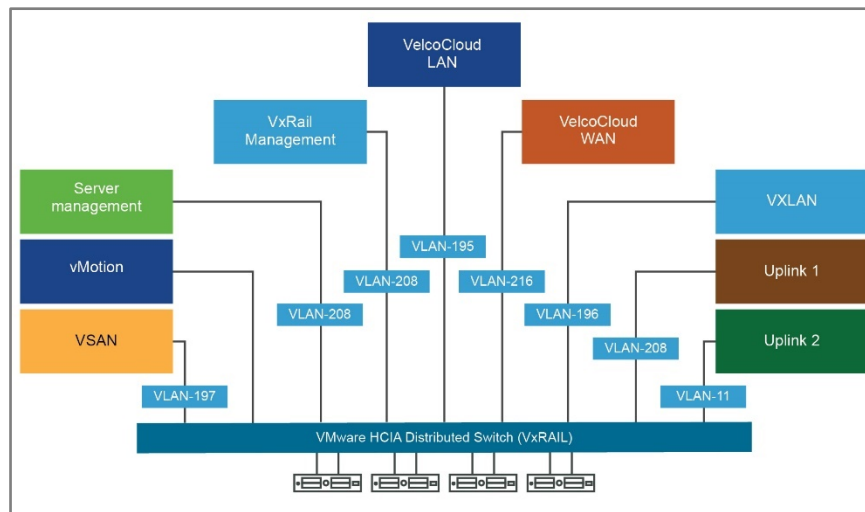 VelcoCloud
LAN
VxRail
Management
VelcoCloud
WAN
Server
management
VXLAN
vMotion
Uplink 1
VSAN
Uplink 2
VLAN-195
VLAN-208
VLAN-216
VLAN-208
VLAN-196
VLAN-208
VLAN-197
VLAN-11
VMware HCIA Distributed Switch (VxRAIL)